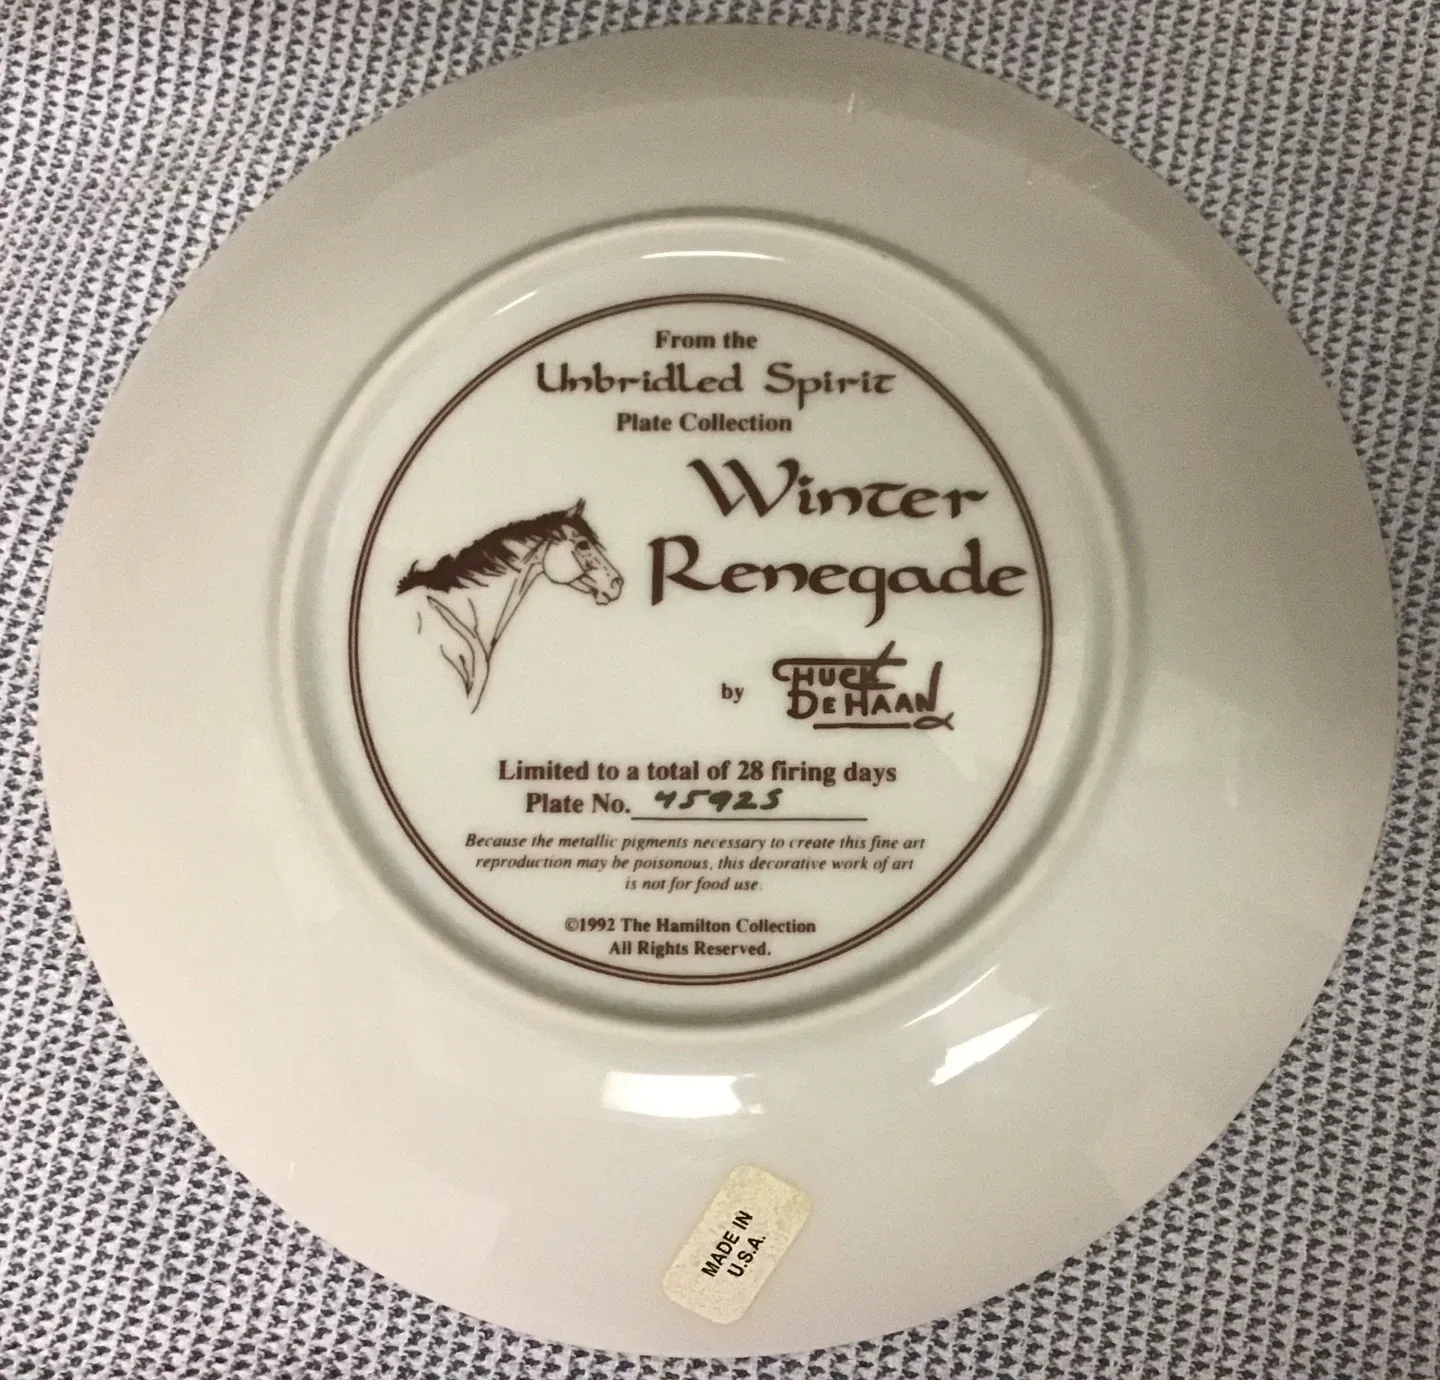 From the
Unbridled Spirit
Plate Collection
Winter
Renegade
by CHUCK
DEHAAN
Limited to a total of 28 firing days
Plate No. 4592S
Because the metallic pigments necessary to create this fine art
reproduction may be poisonous, this decorative work of art
is not for food use.
©1992 The Hamilton Collection
All Rights Reserved.
MADE IN
U.S.A.